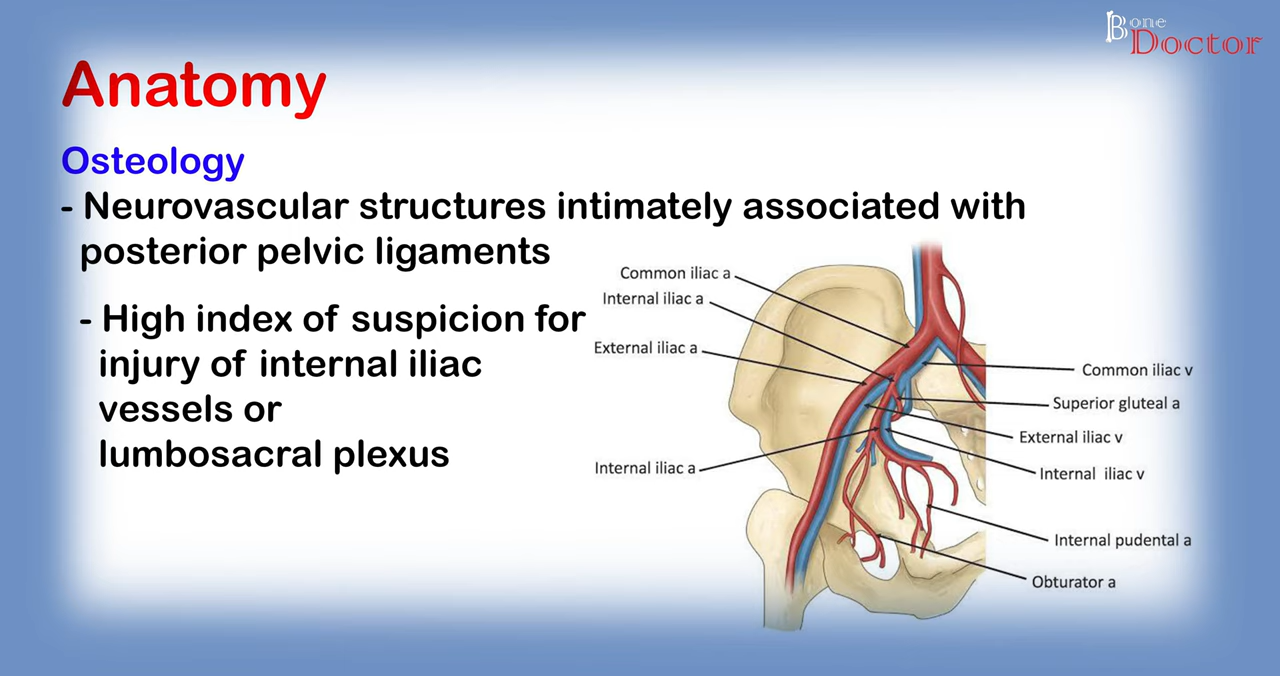 Bone
Doctor
Anatomy
Osteology
- Neurovascular structures intimately associated with
posterior pelvic ligaments
- High index of suspicion for
injury of internal iliac
vessels or
lumbosacral plexus
Common iliac a
Internal iliac a
External iliac a
Internal iliac a
Common iliac v
Superior gluteal a
External iliac v
Internal iliac v
Internal pudental a
Obturator a